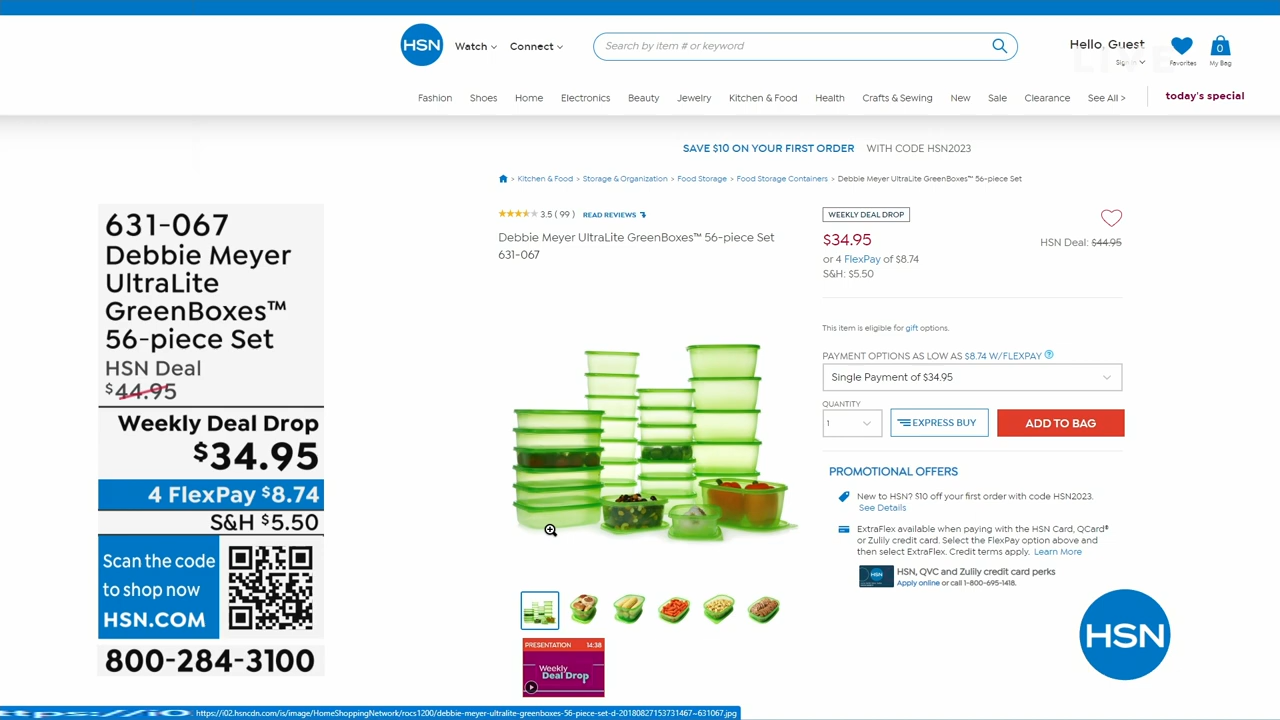 HSN
Watch
Connect
Search by item # or keyword
Hello, Guest
LIVE
Favorites
0
My Bag
Fashion
Shoes
Home
Electronics
Beauty
Jewelry
Kitchen & Food
Health
Crafts & Sewing
New
Sale
Clearance
See All >
today's special
SAVE $10 ON YOUR FIRST ORDER WITH CODE HSN2023
> Kitchen & Food > Storage & Organization > Food Storage > Food Storage Containers > Debbie Meyer UltraLite GreenBoxes™ 56-piece Set
631-067
Debbie Meyer
UltraLite
GreenBoxes™
56-piece Set
HSN Deal
$44.95
Weekly Deal Drop
$34.95
4 FlexPay $8.74
S&H $5.50
Scan the code
to shop now
HSN.COM
800-284-3100
3.5 ( 99 ) READ REVIEWS
Debbie Meyer UltraLite GreenBoxes™ 56-piece Set
631-067
PRESENTATION 14:38
Weekly
Deal Drop
WEEKLY DEAL DROP
$34.95
HSN Deal: $44.95
or 4 FlexPay of $8.74
S&H: $5.50
This item is eligible for gift options.
PAYMENT OPTIONS AS LOW AS $8.74 W/FLEXPAY ?
Single Payment of $34.95
QUANTITY
1
EXPRESS BUY
ADD TO BAG
PROMOTIONAL OFFERS
New to HSN? $10 off your first order with code HSN2023.
See Details
ExtraFlex available when paying with the HSN Card, QCard®
or Zulily credit card. Select the FlexPay option above and
then select ExtraFlex. Credit terms apply. Learn More
HSN
HSN, QVC and Zulily credit card perks
Apply online or call 1-800-695-1418.
HSN
https://i02.hsncdn.com/is/image/HomeShoppingNetwork/rocs1200/debbie-meyer-ultralite-greenboxes-56-piece-set-d-20180827153731467~631067.jpg